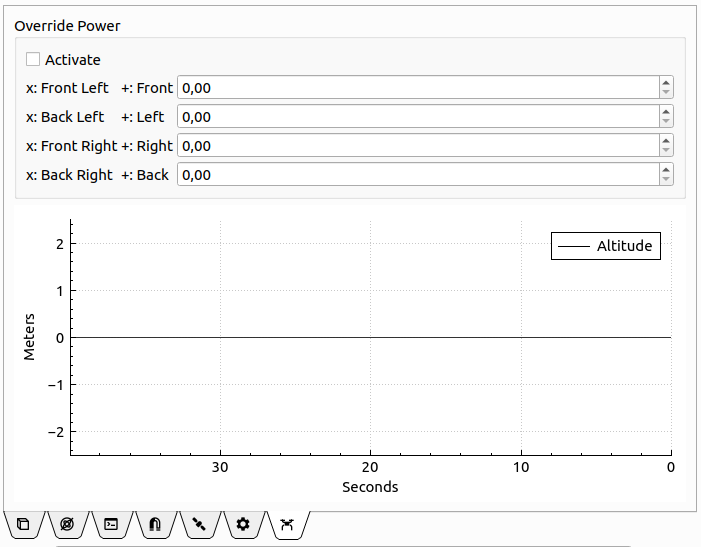 Override Power
Activate
x: Front Left +: Front 0,00
x: Back Left +: Left 0,00
x: Front Right +: Right 0,00
x: Back Right +: Back 0,00
Altitude
2
1
0
−1
−2
Meters
30 20 10 0
Seconds